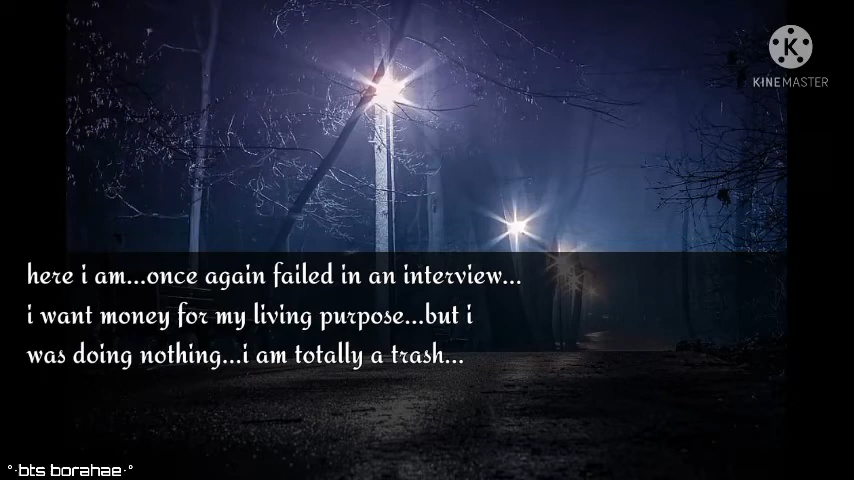 KINEMASTER
here i am...once again failed in an interview...
i want money for my living purpose...but i
was doing nothing...i am totally a trash...
°·bts borahae·°